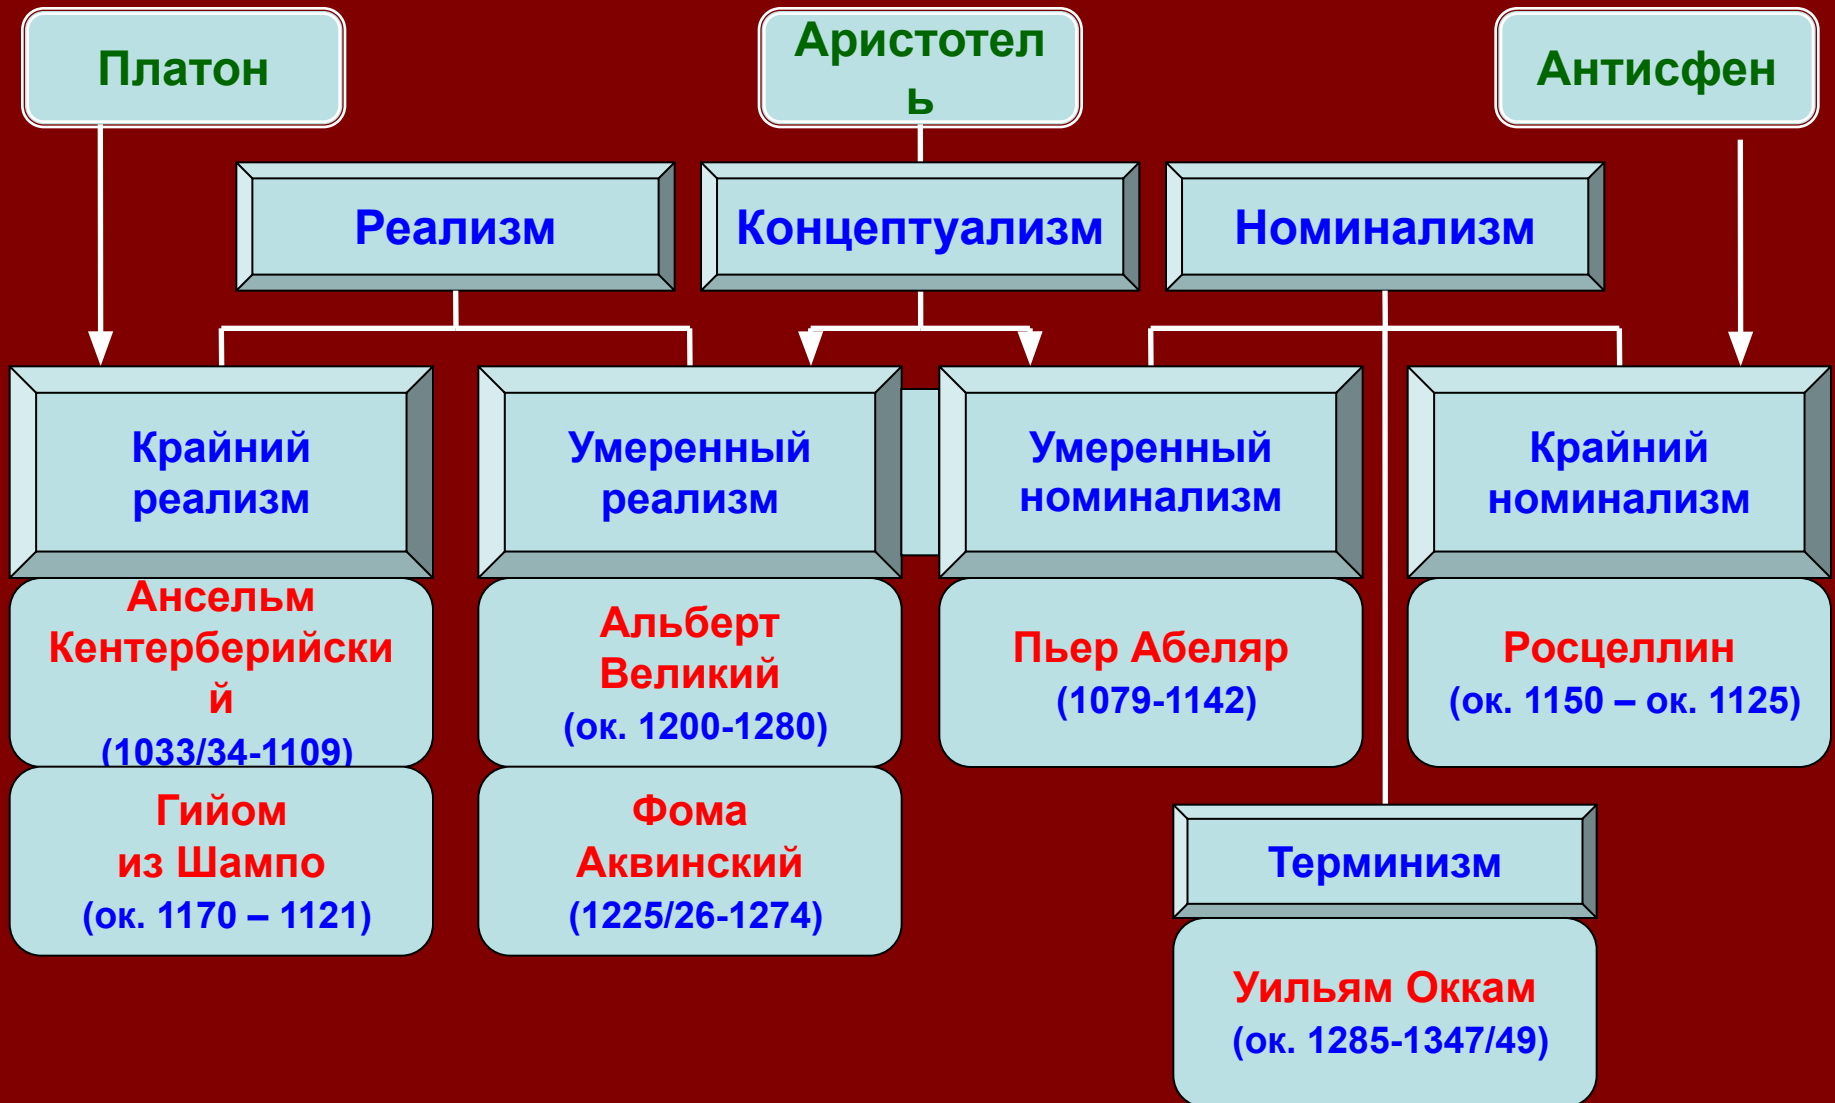 Платон
Аристотел
ь
Антисфен
Реализм
Концептуализм
Номинализм
Крайний
реализм
Умеренный
реализм
Умеренный
номинализм
Крайний
номинализм
Ансельм
Кентерберийски
й
(1033/34-1109)
Альберт
Великий
(ок. 1200-1280)
Пьер Абеляр
(1079-1142)
Росцеллин
(ок. 1150 – ок. 1125)
Гийом
из Шампо
(ок. 1170 – 1121)
Фома
Аквинский
(1225/26-1274)
Терминизм
Уильям Оккам
(ок. 1285-1347/49)